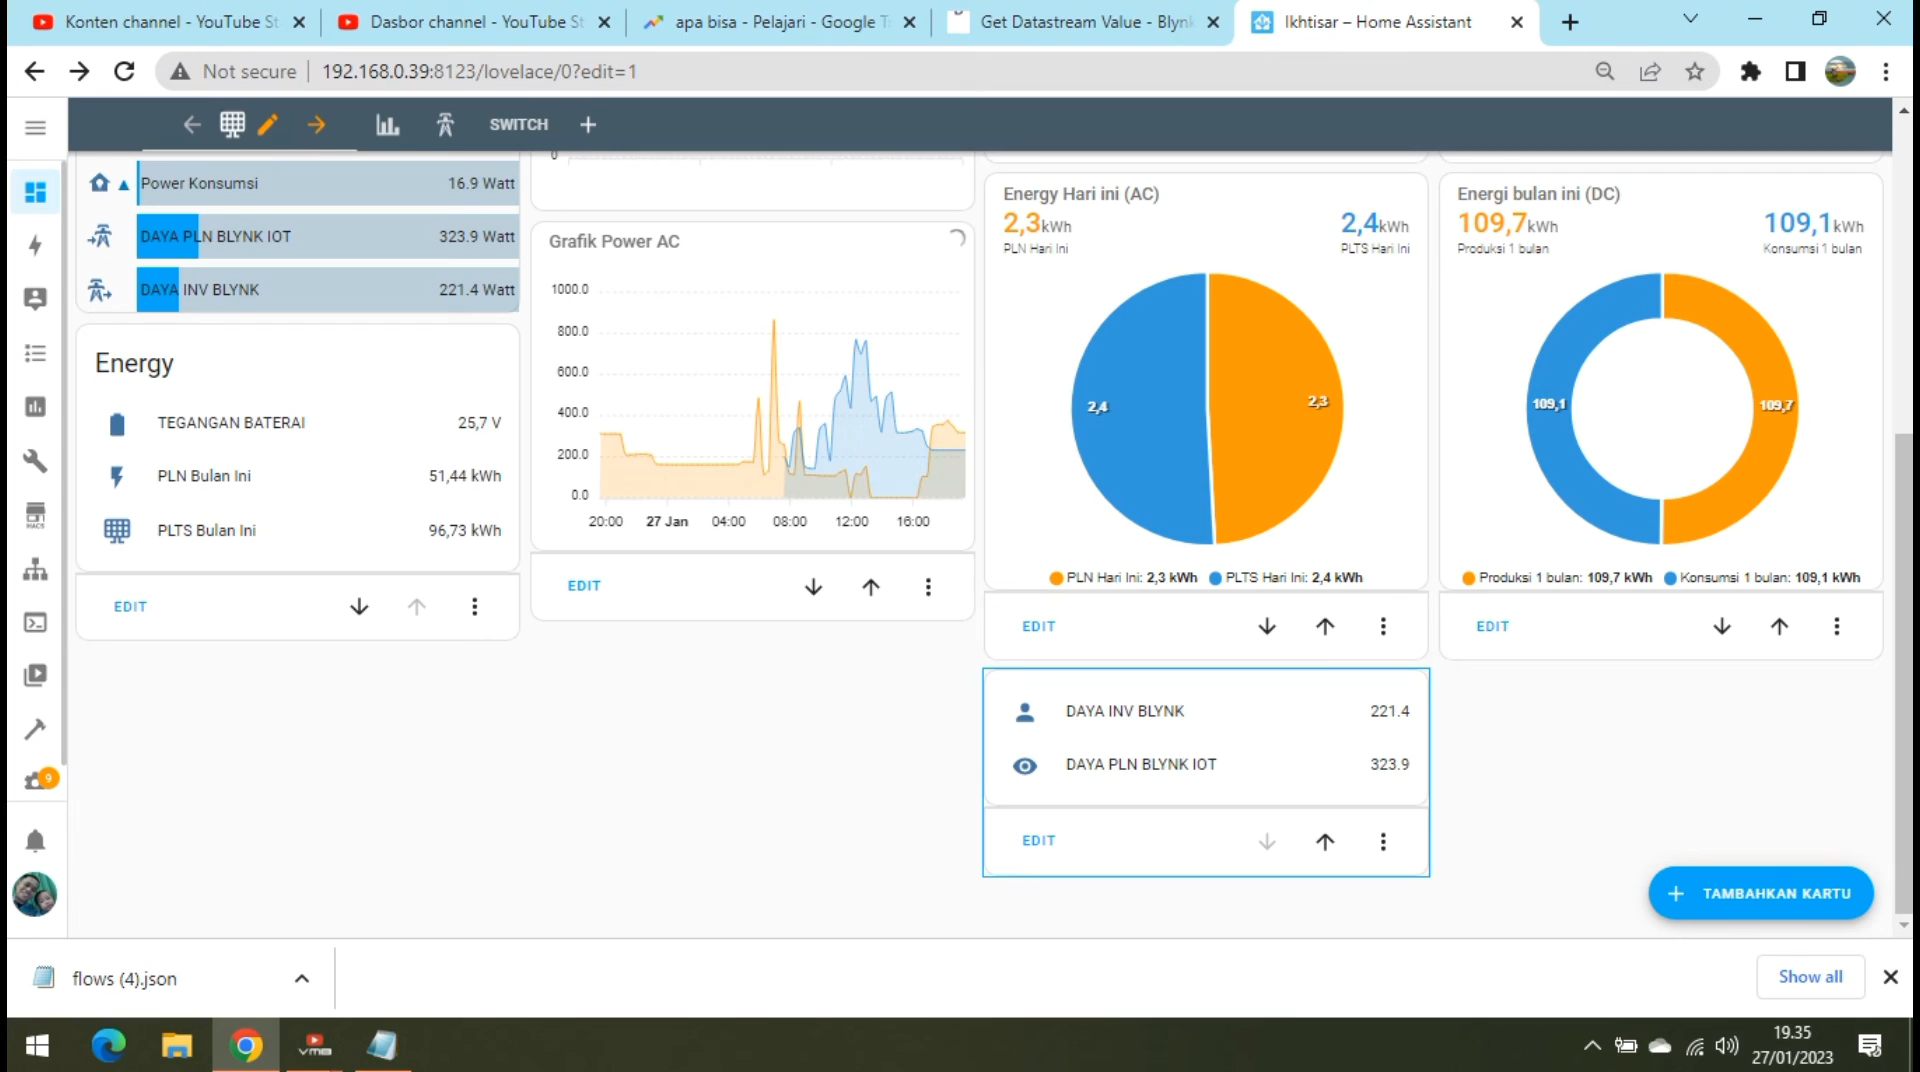 Konten channel - YouTube St
Dasbor channel - YouTube St
apa bisa - Pelajari - Google T
Get Datastream Value - Blynk
Ikhtisar – Home Assistant
Not secure
192.168.0.39:8123/lovelace/0?edit=1
SWITCH
Power Konsumsi 16.9 Watt
DAYA PLN BLYNK IOT 323.9 Watt
DAYA INV BLYNK 221.4 Watt
Energy
TEGANGAN BATERAI 25,7 V
PLN Bulan Ini 51,44 kWh
PLTS Bulan Ini 96,73 kWh
EDIT
0
Grafik Power AC
1000.0
800.0
600.0
400.0
200.0
0.0
20:00 27 Jan 04:00 08:00 12:00 16:00
EDIT
Energy Hari ini (AC)
2,3kWh 2,4kWh
PLN Hari Ini PLTS Hari Ini
2,4 2,3
PLN Hari Ini: 2,3 kWh PLTS Hari Ini: 2,4 kWh
EDIT
Energi bulan ini (DC)
109,7kWh 109,1kWh
Produksi 1 bulan Konsumsi 1 bulan
109,1 109,7
Produksi 1 bulan: 109,7 kWh Konsumsi 1 bulan: 109,1 kWh
EDIT
DAYA INV BLYNK 221.4
DAYA PLN BLYNK IOT 323.9
EDIT
TAMBAHKAN KARTU
HACS
9
flows (4).json
Show all
VMB
19.35
27/01/2023